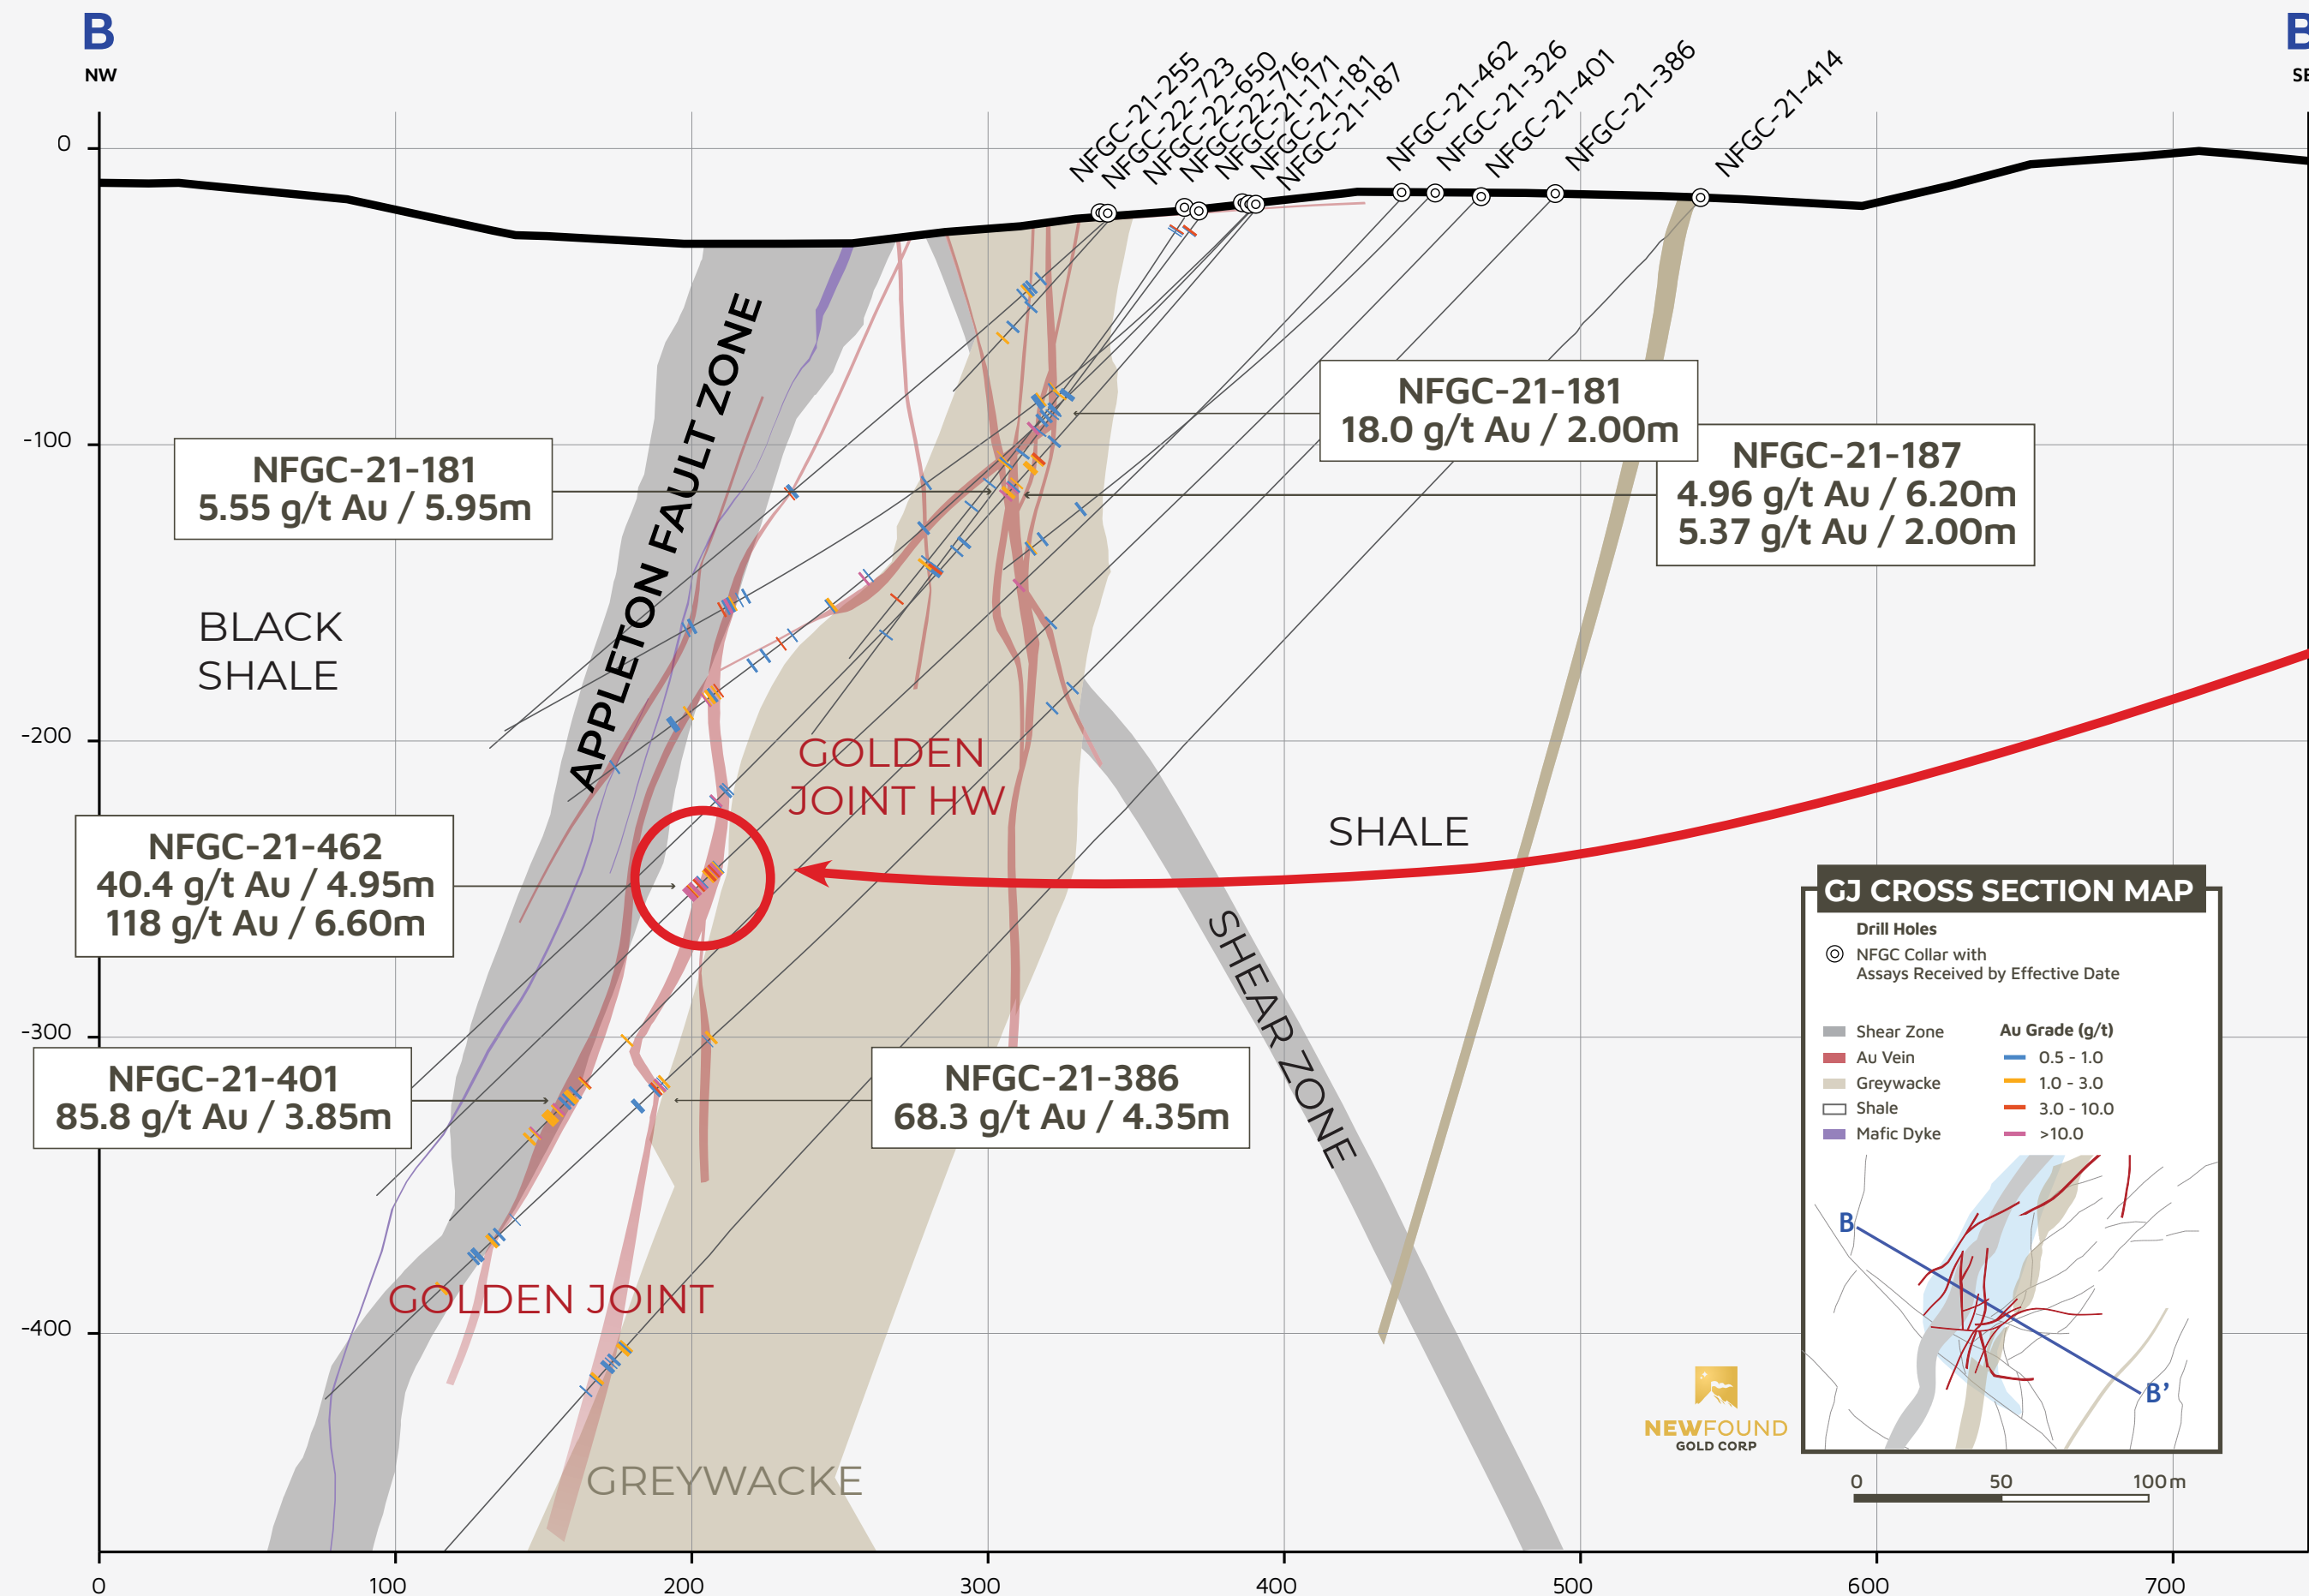 B
B
NW
SE
NFGC-21-255
NFGC-22-723
NFGC-22-650
NFGC-22-716
NFGC-21-171
NFGC-21-181
NFGC-21-187
NFGC-21-462
NFGC-21-326
NFGC-21-401
NFGC-21-386
NFGC-21-414
0
-100
-200
-300
-400
APPLETON FAULT ZONE
NFGC-21-181
18.0 g/t Au / 2.00m
NFGC-21-181
5.55 g/t Au / 5.95m
NFGC-21-187
4.96 g/t Au / 6.20m
5.37 g/t Au / 2.00m
BLACK
SHALE
GOLDEN
JOINT HW
SHALE
NFGC-21-462
40.4 g/t Au / 4.95m
118 g/t Au / 6.60m
SHEAR ZONE
NFGC-21-401
85.8 g/t Au / 3.85m
NFGC-21-386
68.3 g/t Au / 4.35m
GOLDEN JOINT
GREYWACKE
GJ CROSS SECTION MAP
Drill Holes
NFGC Collar with
Assays Received by Effective Date
Shear Zone
Au Vein
Greywacke
Shale
Mafic Dyke
Au Grade (g/t)
0.5 - 1.0
1.0 - 3.0
3.0 - 10.0
>10.0
B
B'
NEWFOUND
GOLD CORP
0 50 100m
0 100 200 300 400 500 600 700